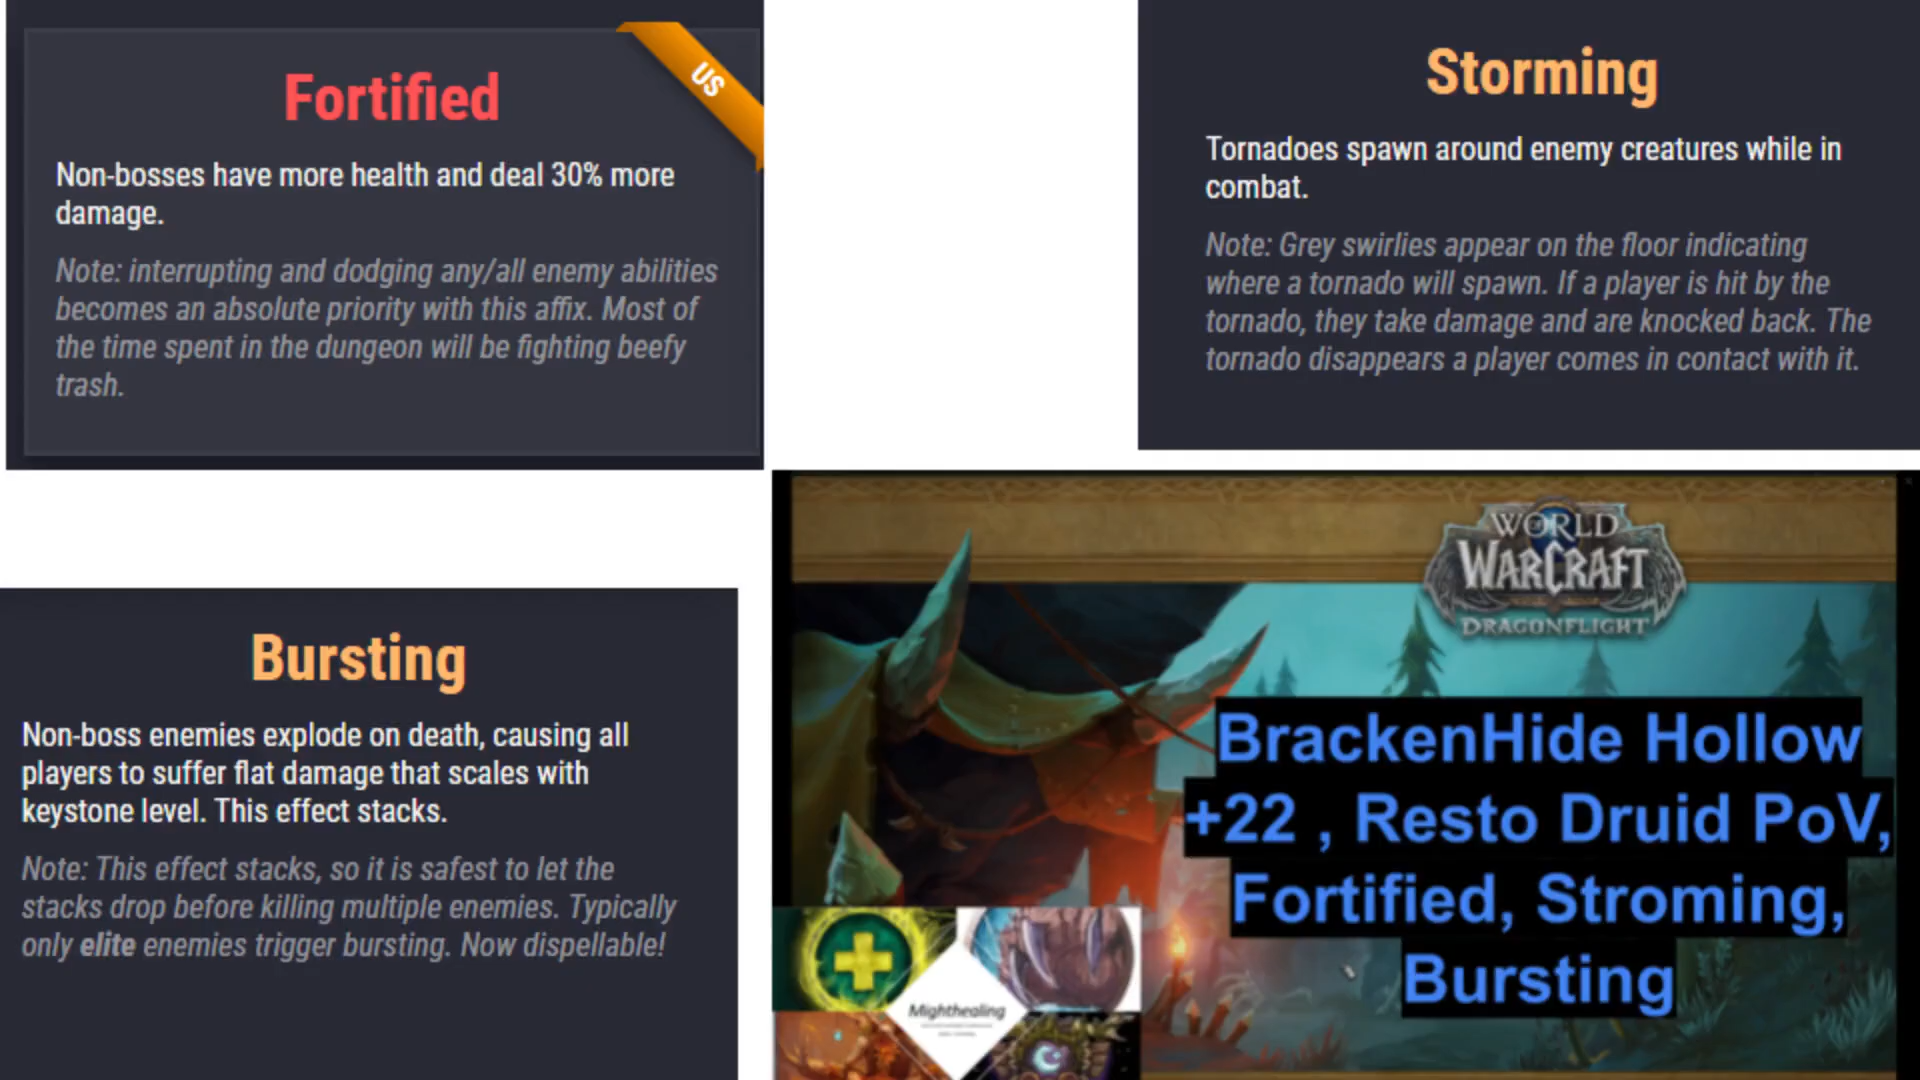 Fortified
US
Non-bosses have more health and deal 30% more
damage.
Note: interrupting and dodging any/all enemy abilities
becomes an absolute priority with this affix. Most of
the time spent in the dungeon will be fighting beefy
trash.
Storming
Tornadoes spawn around enemy creatures while in
combat.
Note: Grey swirlies appear on the floor indicating
where a tornado will spawn. If a player is hit by the
tornado, they take damage and are knocked back. The
tornado disappears a player comes in contact with it.
Bursting
Non-boss enemies explode on death, causing all
players to suffer flat damage that scales with
keystone level. This effect stacks.
Note: This effect stacks, so it is safest to let the
stacks drop before killing multiple enemies. Typically
only elite enemies trigger bursting. Now dispellable!
WORLD
WARCRAFT
DRAGONFLIGHT
BrackenHide Hollow
+22 , Resto Druid PoV,
Fortified, Stroming,
Bursting
Mighthealing